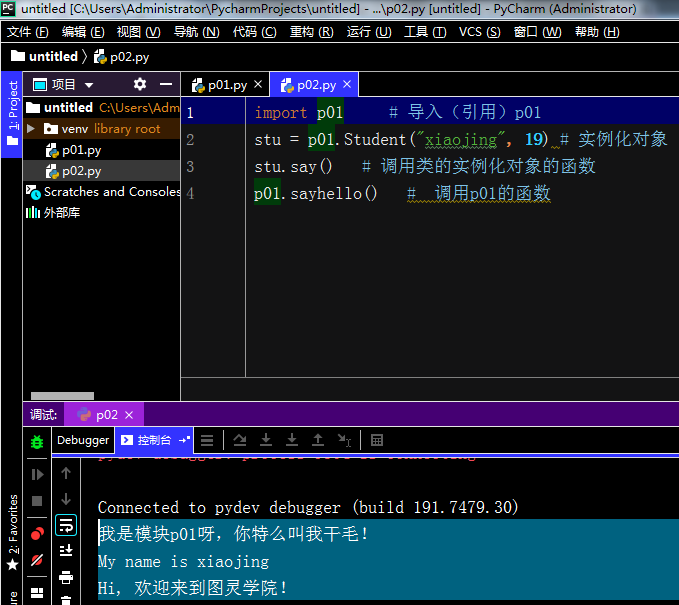 untitled [C:\Users\Administrator\PycharmProjects\untitled] - ...\p02.py [untitled] - PyCharm (Administrator)
文件 (F) 编辑 (E) 视图 (V) 导航 (N) 代码 (C) 重构 (R) 运行 (U) 工具 (T) VCS (S) 窗口 (W) 帮助 (H)
untitled p02.py
1: Project
项目
p01.py p02.py
untitled C:\Users\Adm
venv library root
p01.py
p02.py
Scratches and Consoles
外部库
1 import p01 # 导入（引用）p01
2 stu = p01.Student("xiaojing", 19) # 实例化对象
3 stu.say() # 调用类的实例化对象的函数
4 p01.sayhello() # 调用p01的函数
调试: p02
Debugger 控制台
Connected to pydev debugger (build 191.7479.30)
我是模块p01呀，你特么叫我干毛！
My name is xiaojing
Hi, 欢迎来到图灵学院！
2: Favorites